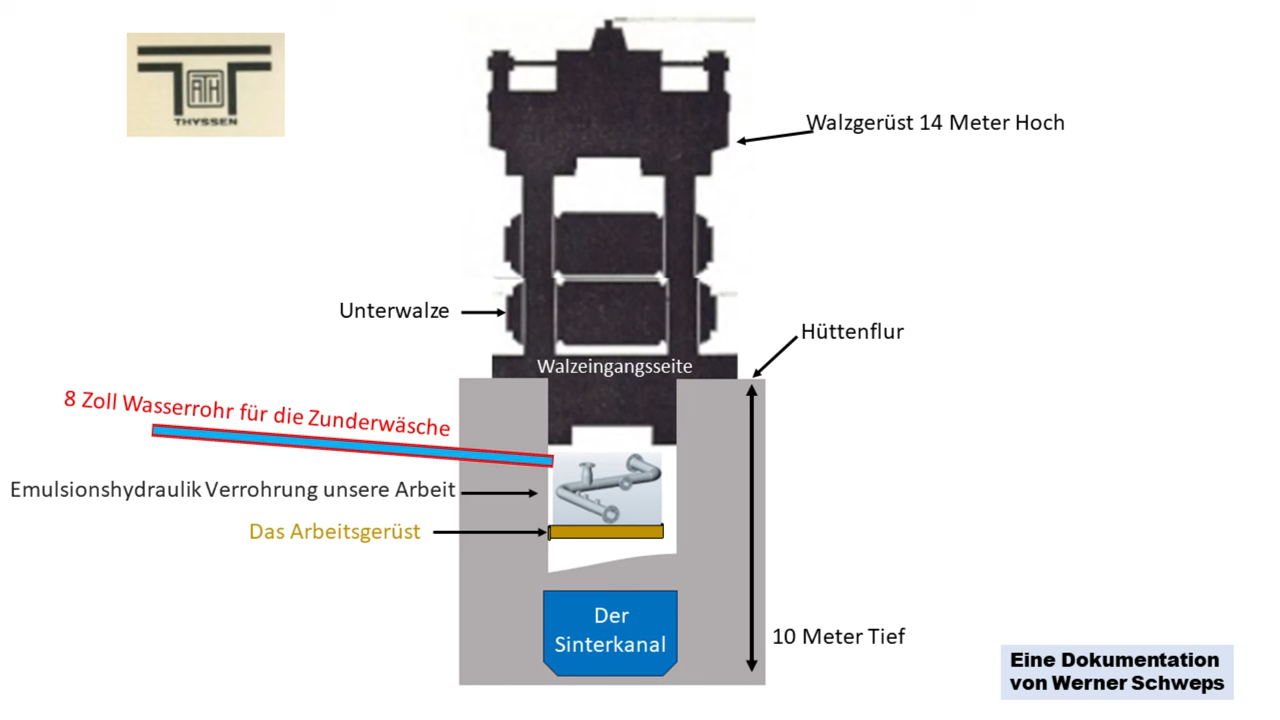 ATH
THYSSEN
Walzgerüst 14 Meter Hoch
Unterwalze
Hüttenflur
Walzeingangsseite
8 Zoll Wasserrohr für die Zunderwäsche
Emulsionshydraulik Verrohrung unsere Arbeit
Das Arbeitsgerüst
Der
Sinterkanal
10 Meter Tief
Eine Dokumentation
von Werner Schweps